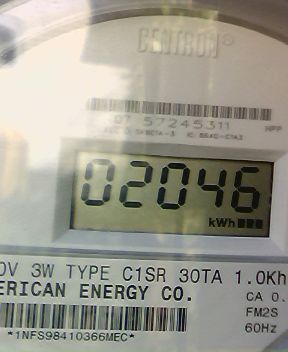 CENTRON®
07 57245311
02046
kWh
0V 3W TYPE C1SR 30TA 1.0Kh
ERICAN ENERGY CO.
CA 0.
FM2S
60Hz
*1NFS98410366MEC*